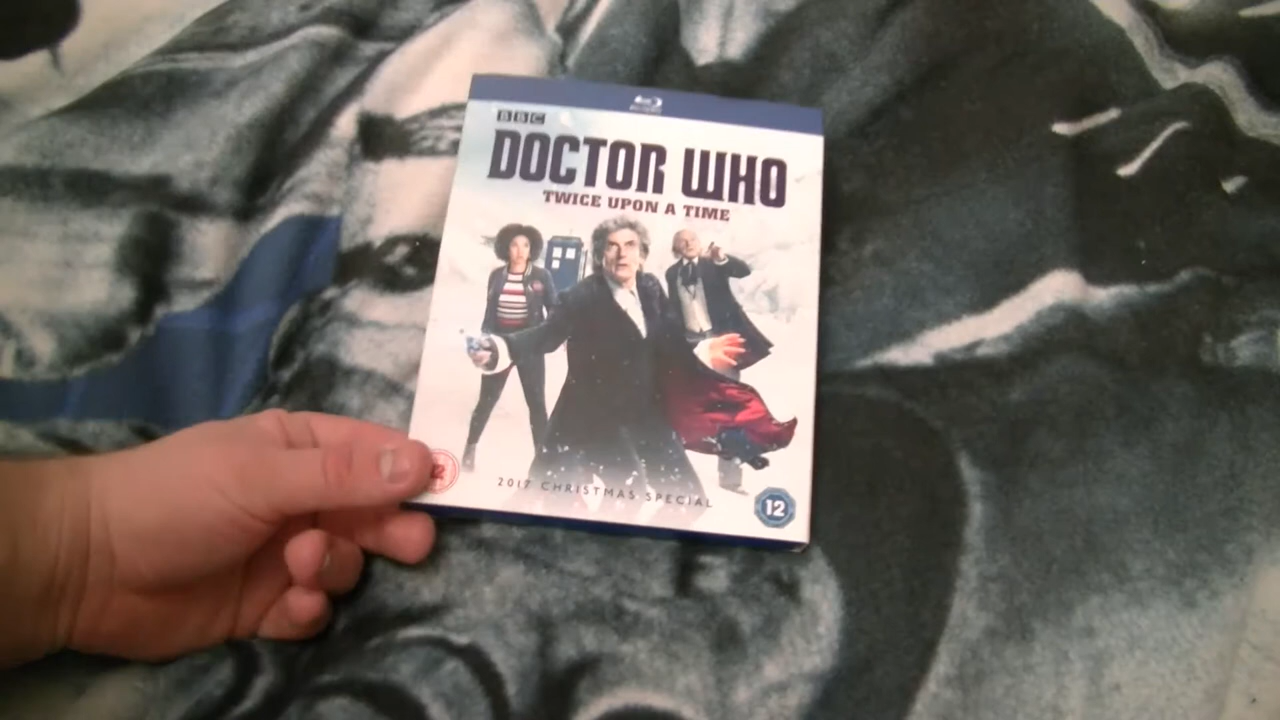 BBC
DOCTOR WHO
TWICE UPON A TIME
2017 CHRISTMAS SPECIAL
12